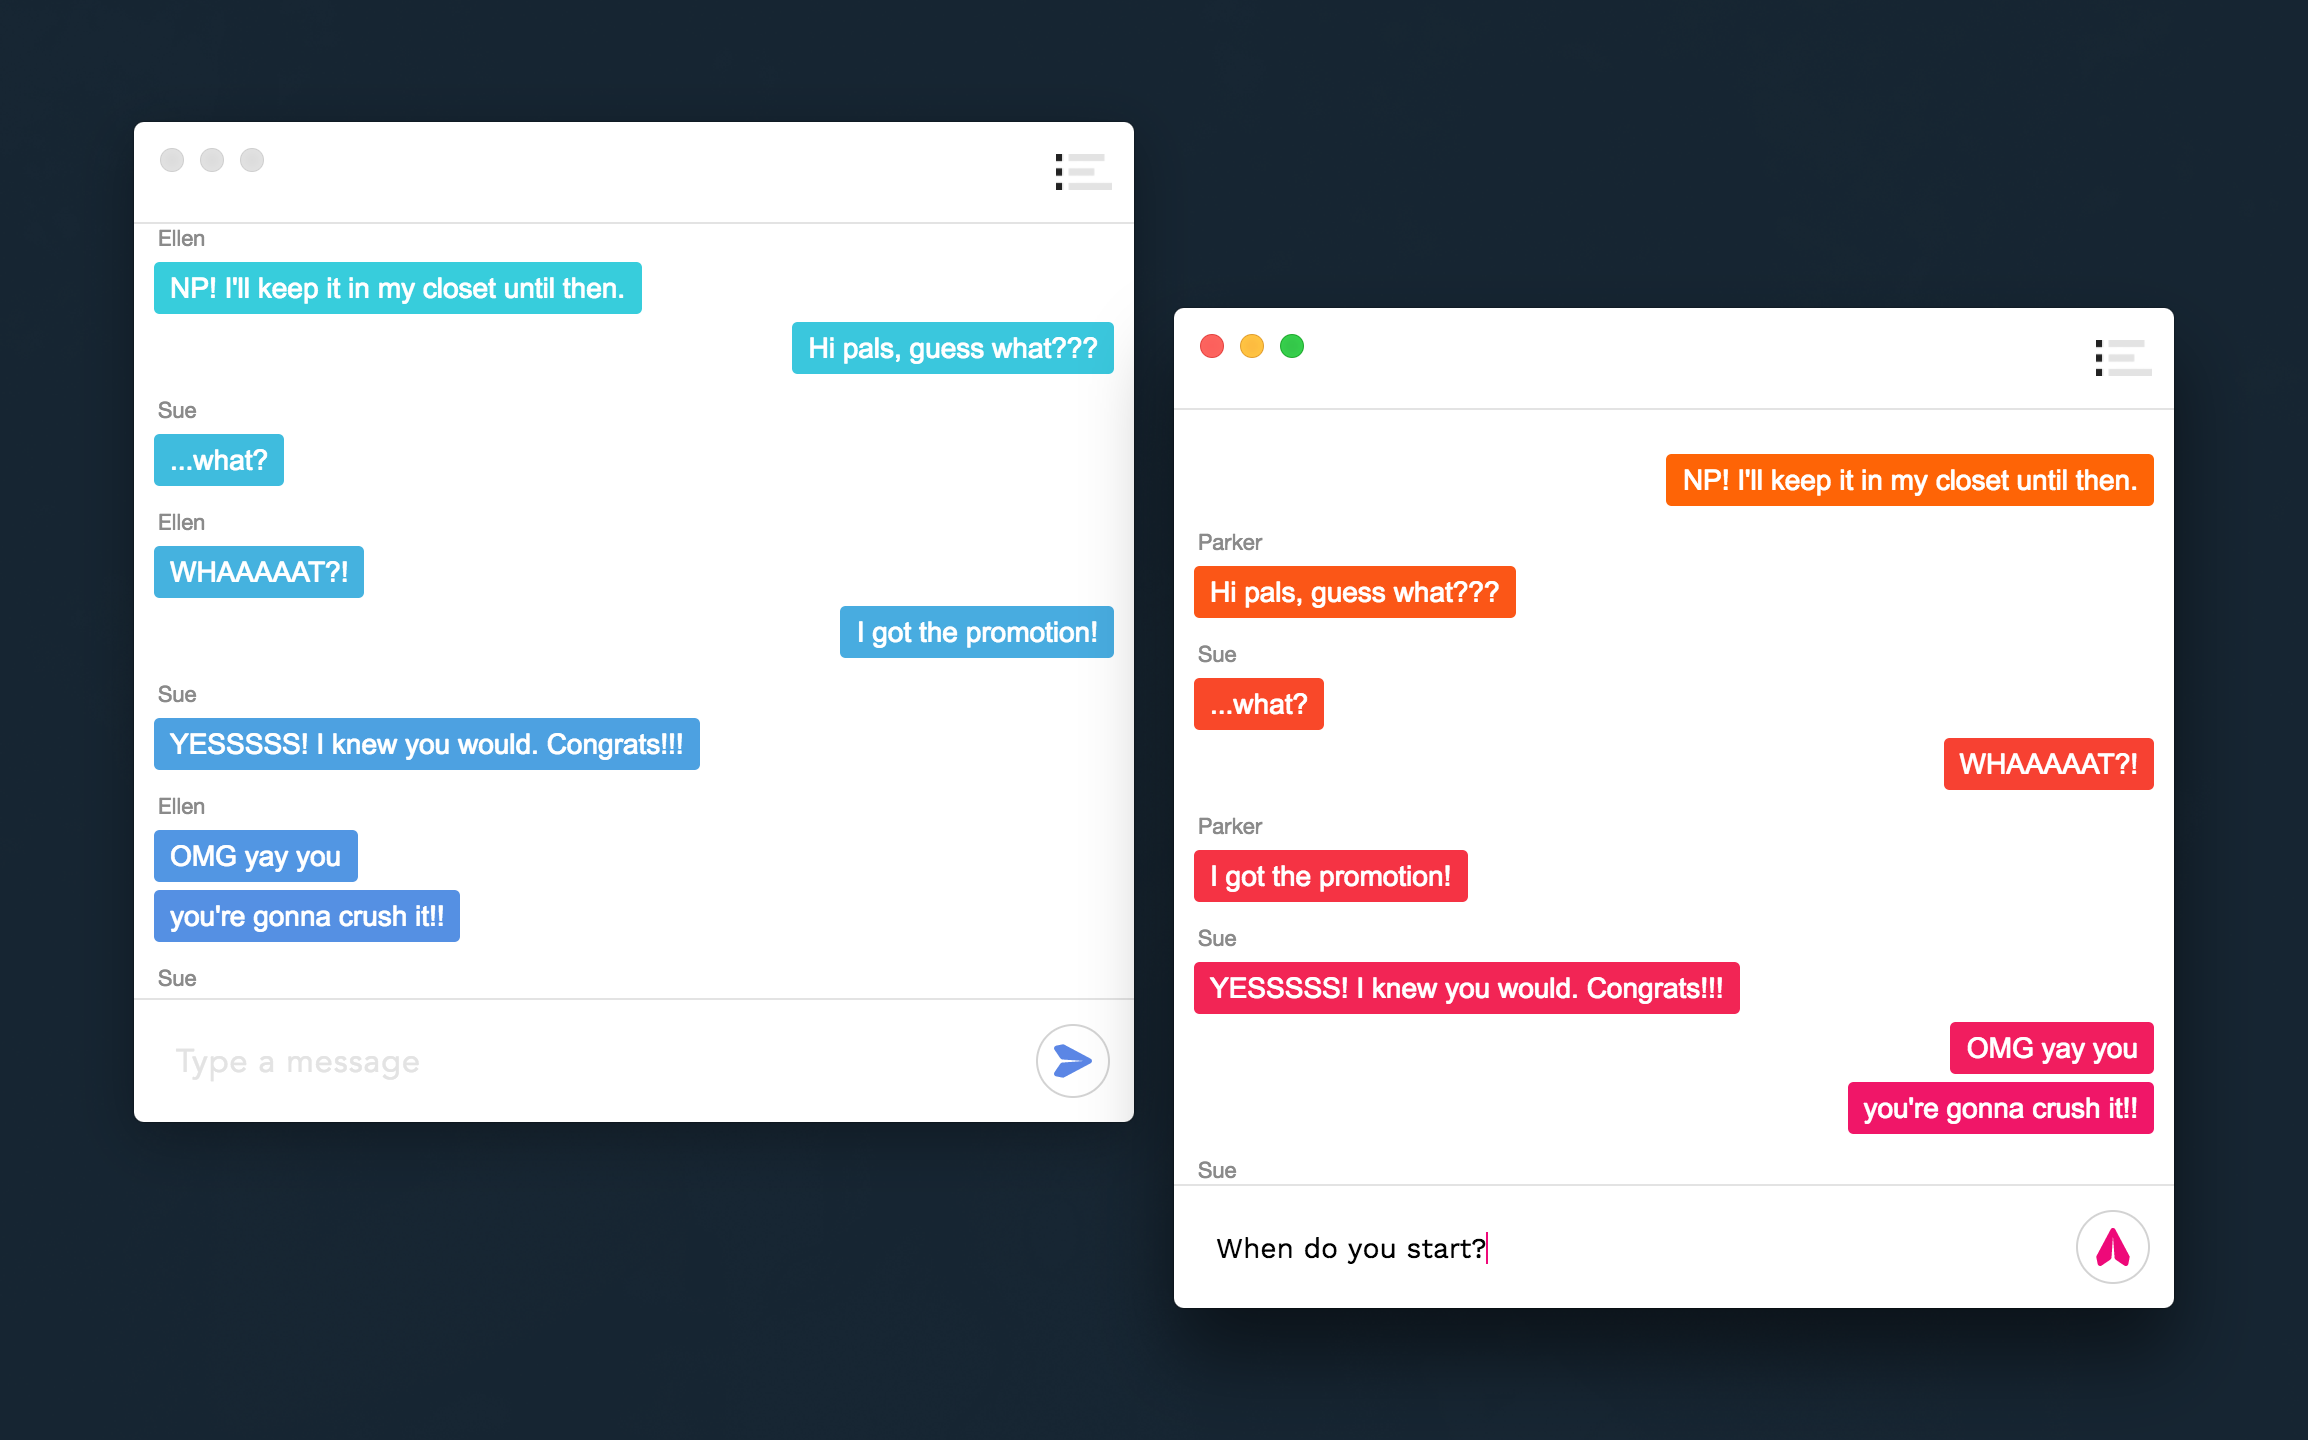 Ellen
NP! I'll keep it in my closet until then.
Hi pals, guess what???
Sue
...what?
Ellen
WHAAAAAT?!
I got the promotion!
Sue
YESSSSS! I knew you would. Congrats!!!
Ellen
OMG yay you
you're gonna crush it!!
Sue
Type a message
NP! I'll keep it in my closet until then.
Parker
Hi pals, guess what???
Sue
...what?
WHAAAAAT?!
Parker
I got the promotion!
Sue
YESSSSS! I knew you would. Congrats!!!
OMG yay you
you're gonna crush it!!
Sue
When do you start?